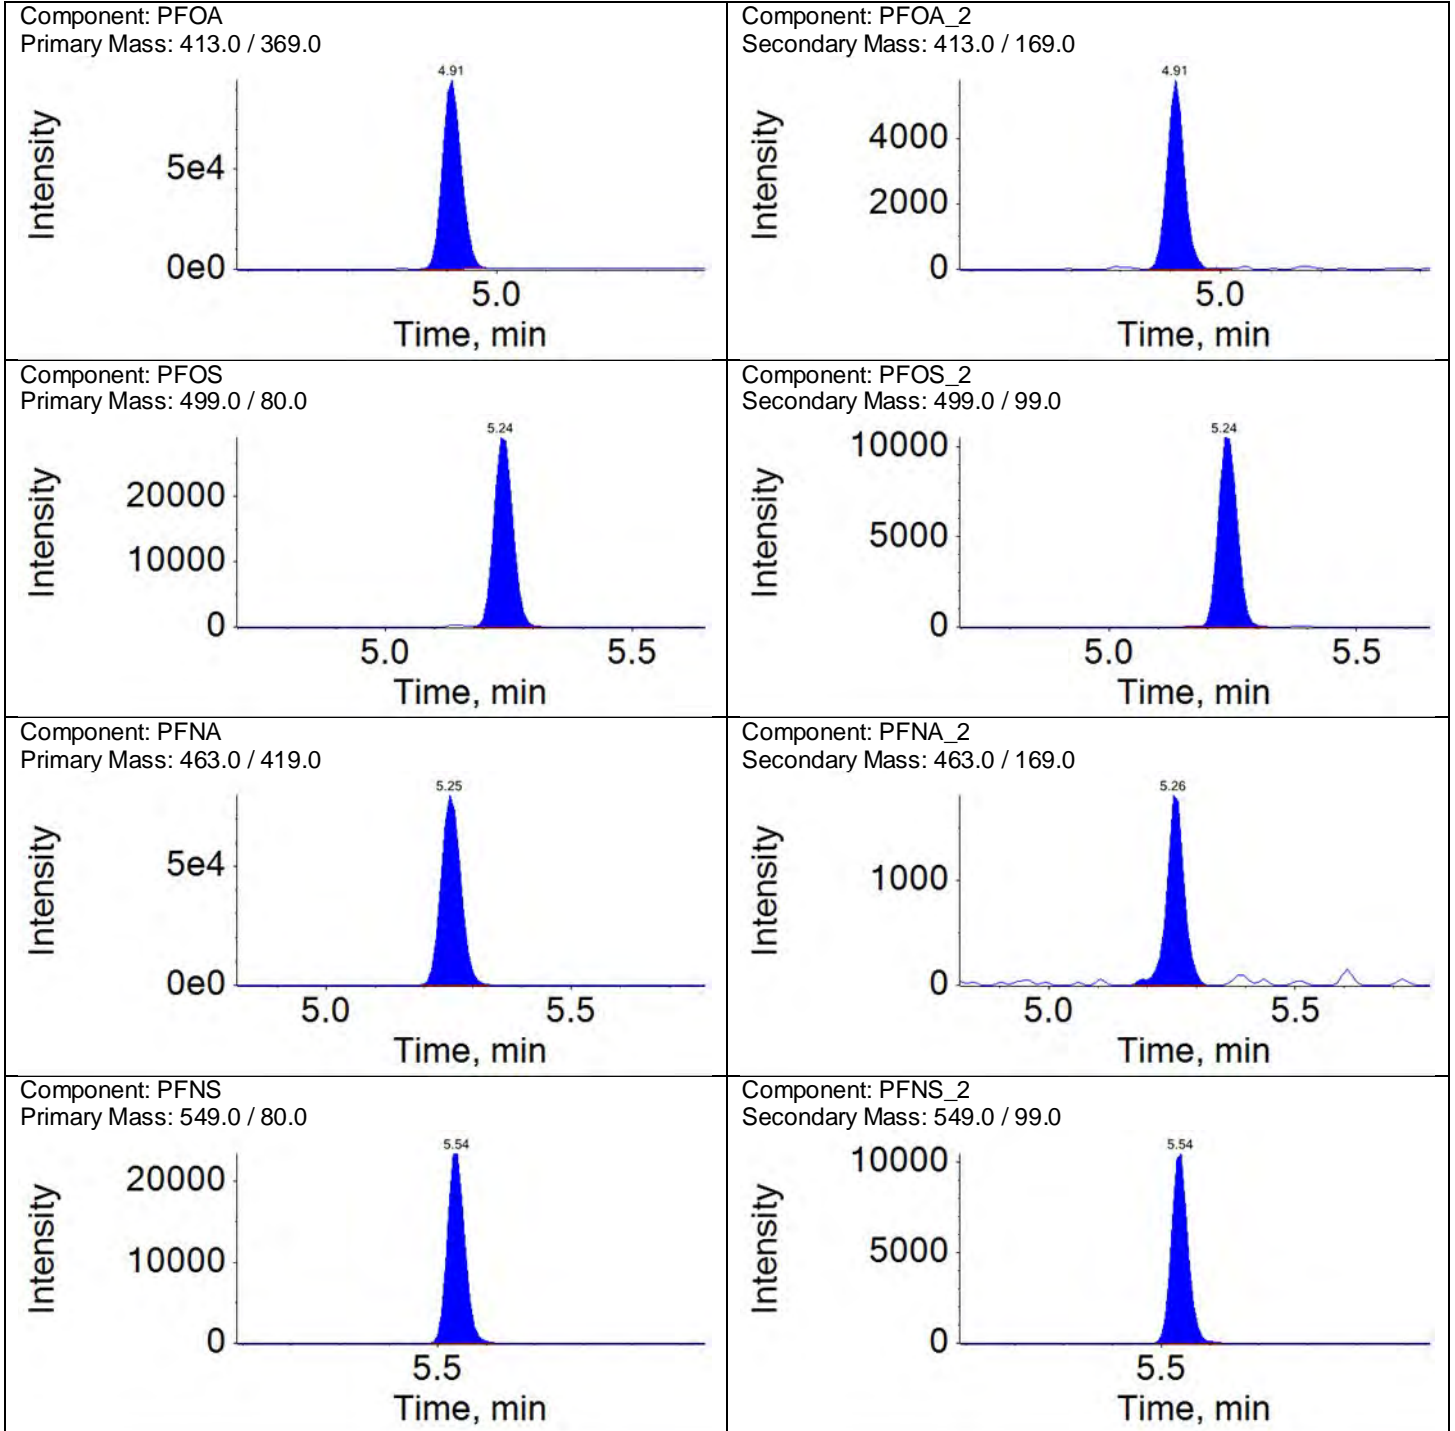 Component: PFOA
Primary Mass: 413.0 / 369.0
4.91
Intensity
5e4
0e0
5.0
Time, min
Component: PFOA_2
Secondary Mass: 413.0 / 169.0
4.91
Intensity
4000
2000
0
5.0
Time, min
Component: PFOS
Primary Mass: 499.0 / 80.0
5.24
Intensity
20000
10000
0
5.0 5.5
Time, min
Component: PFOS_2
Secondary Mass: 499.0 / 99.0
5.24
Intensity
10000
5000
0
5.0 5.5
Time, min
Component: PFNA
Primary Mass: 463.0 / 419.0
5.25
Intensity
5e4
0e0
5.0 5.5
Time, min
Component: PFNA_2
Secondary Mass: 463.0 / 169.0
5.26
Intensity
1000
0
5.0 5.5
Time, min
Component: PFNS
Primary Mass: 549.0 / 80.0
5.54
Intensity
20000
10000
0
5.5
Time, min
Component: PFNS_2
Secondary Mass: 549.0 / 99.0
5.54
Intensity
10000
5000
0
5.5
Time, min